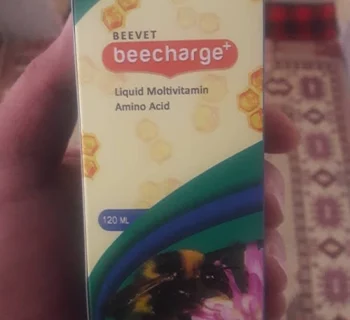 BEEVET
beecharge+
Liquid Moltivitamin
Amino Acid
120 ML